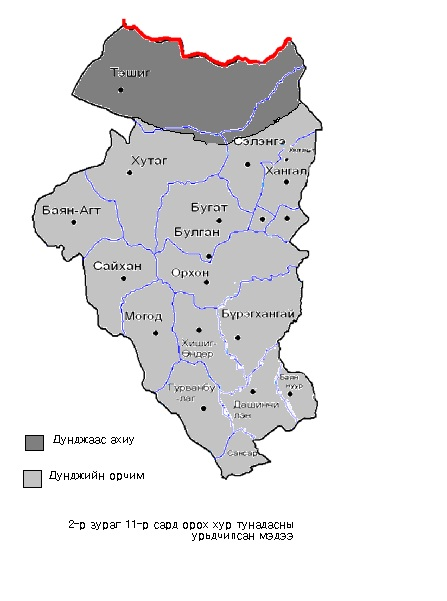 Тэшиг
Сэлэнгэ
Хутаг
Хангал
Баян-Агт
Бугат
Булган
Сайхан
Орхон
Могод
Бүрэгхангай
Хишиг-
Өндөр
Баян
нуур
Гурванбу
-лаг
Дашинчи
лэн
Сансар
Дунджаас ахиу
Дунджийн орчим
2-р зураг 11-р сард орох хур тунадасны
урьдчилсан мэдээ